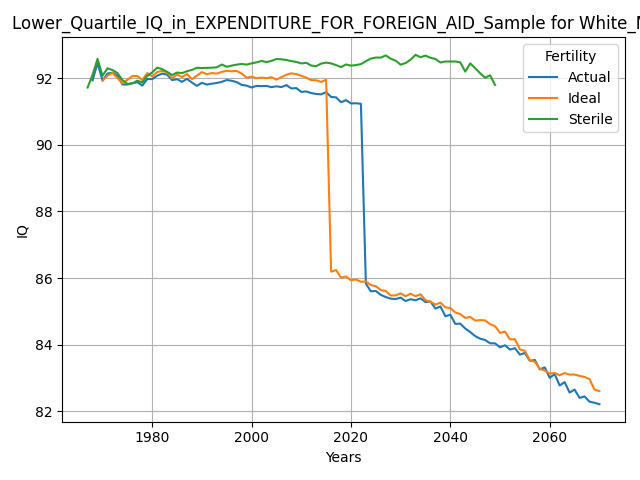 Lower_Quartile_IQ_in_EXPENDITURE_FOR_FOREIGN_AID_Sample for White_
Fertility
Actual
Ideal
Sterile
92
90
88
86
84
82
IQ
1980
2000
2020
2040
2060
Years